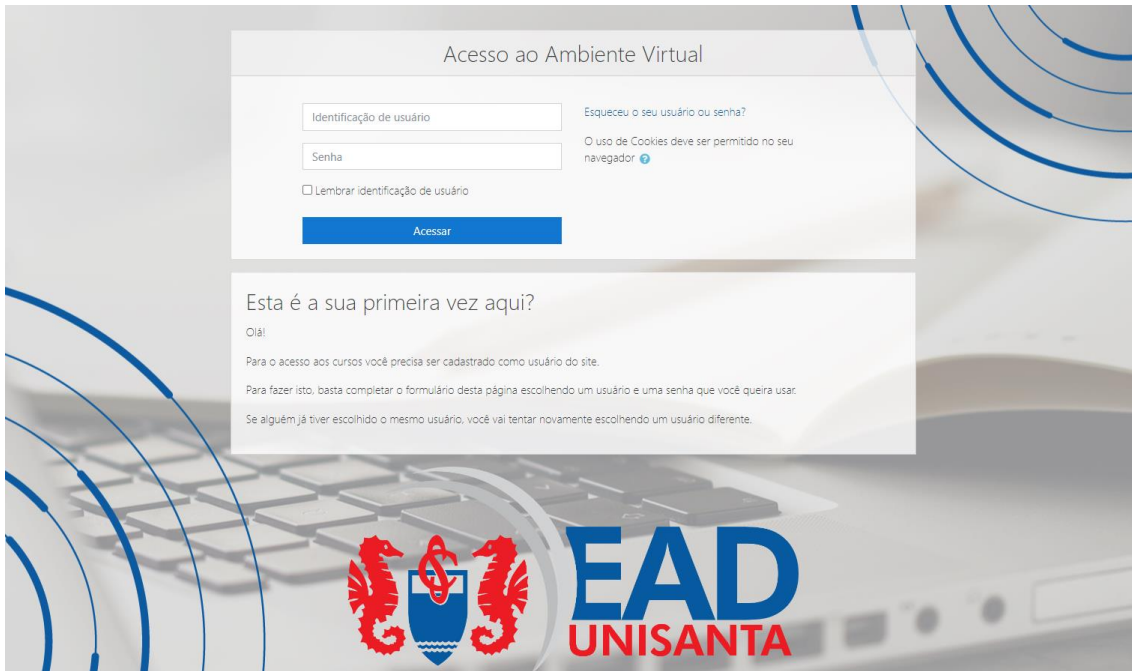 Acesso ao Ambiente Virtual
Identificação de usuário
Esqueceu o seu usuário ou senha?
O uso de Cookies deve ser permitido no seu
navegador
Senha
Lembrar identificação de usuário
Acessar
Esta é a sua primeira vez aqui?
Olá!
Para o acesso aos cursos você precisa ser cadastrado como usuário do site.
Para fazer isto, basta completar o formulário desta página escolhendo um usuário e uma senha que você queira usar.
Se alguém já tiver escolhido o mesmo usuário, você vai tentar novamente escolhendo um usuário diferente.
EAD
UNISANTA